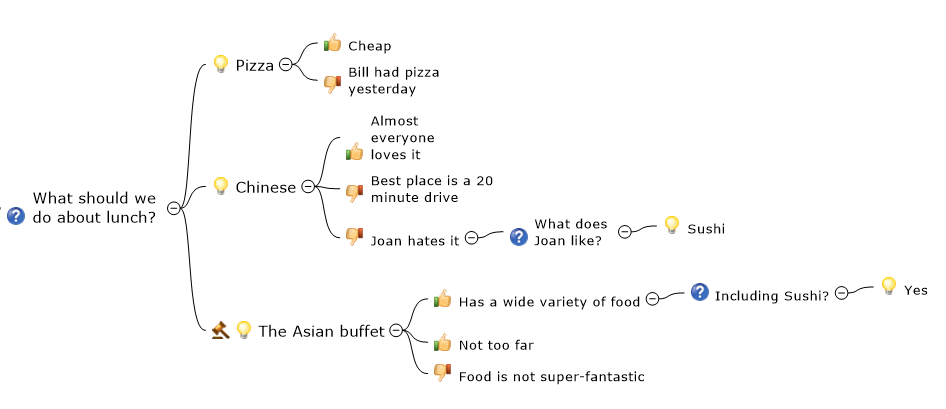 What should we
do about lunch?
Pizza
Cheap
Bill had pizza
yesterday
Chinese
Almost
everyone
loves it
Best place is a 20
minute drive
Joan hates it
What does
Joan like?
Sushi
The Asian buffet
Has a wide variety of food
Including Sushi?
Yes
Not too far
Food is not super-fantastic